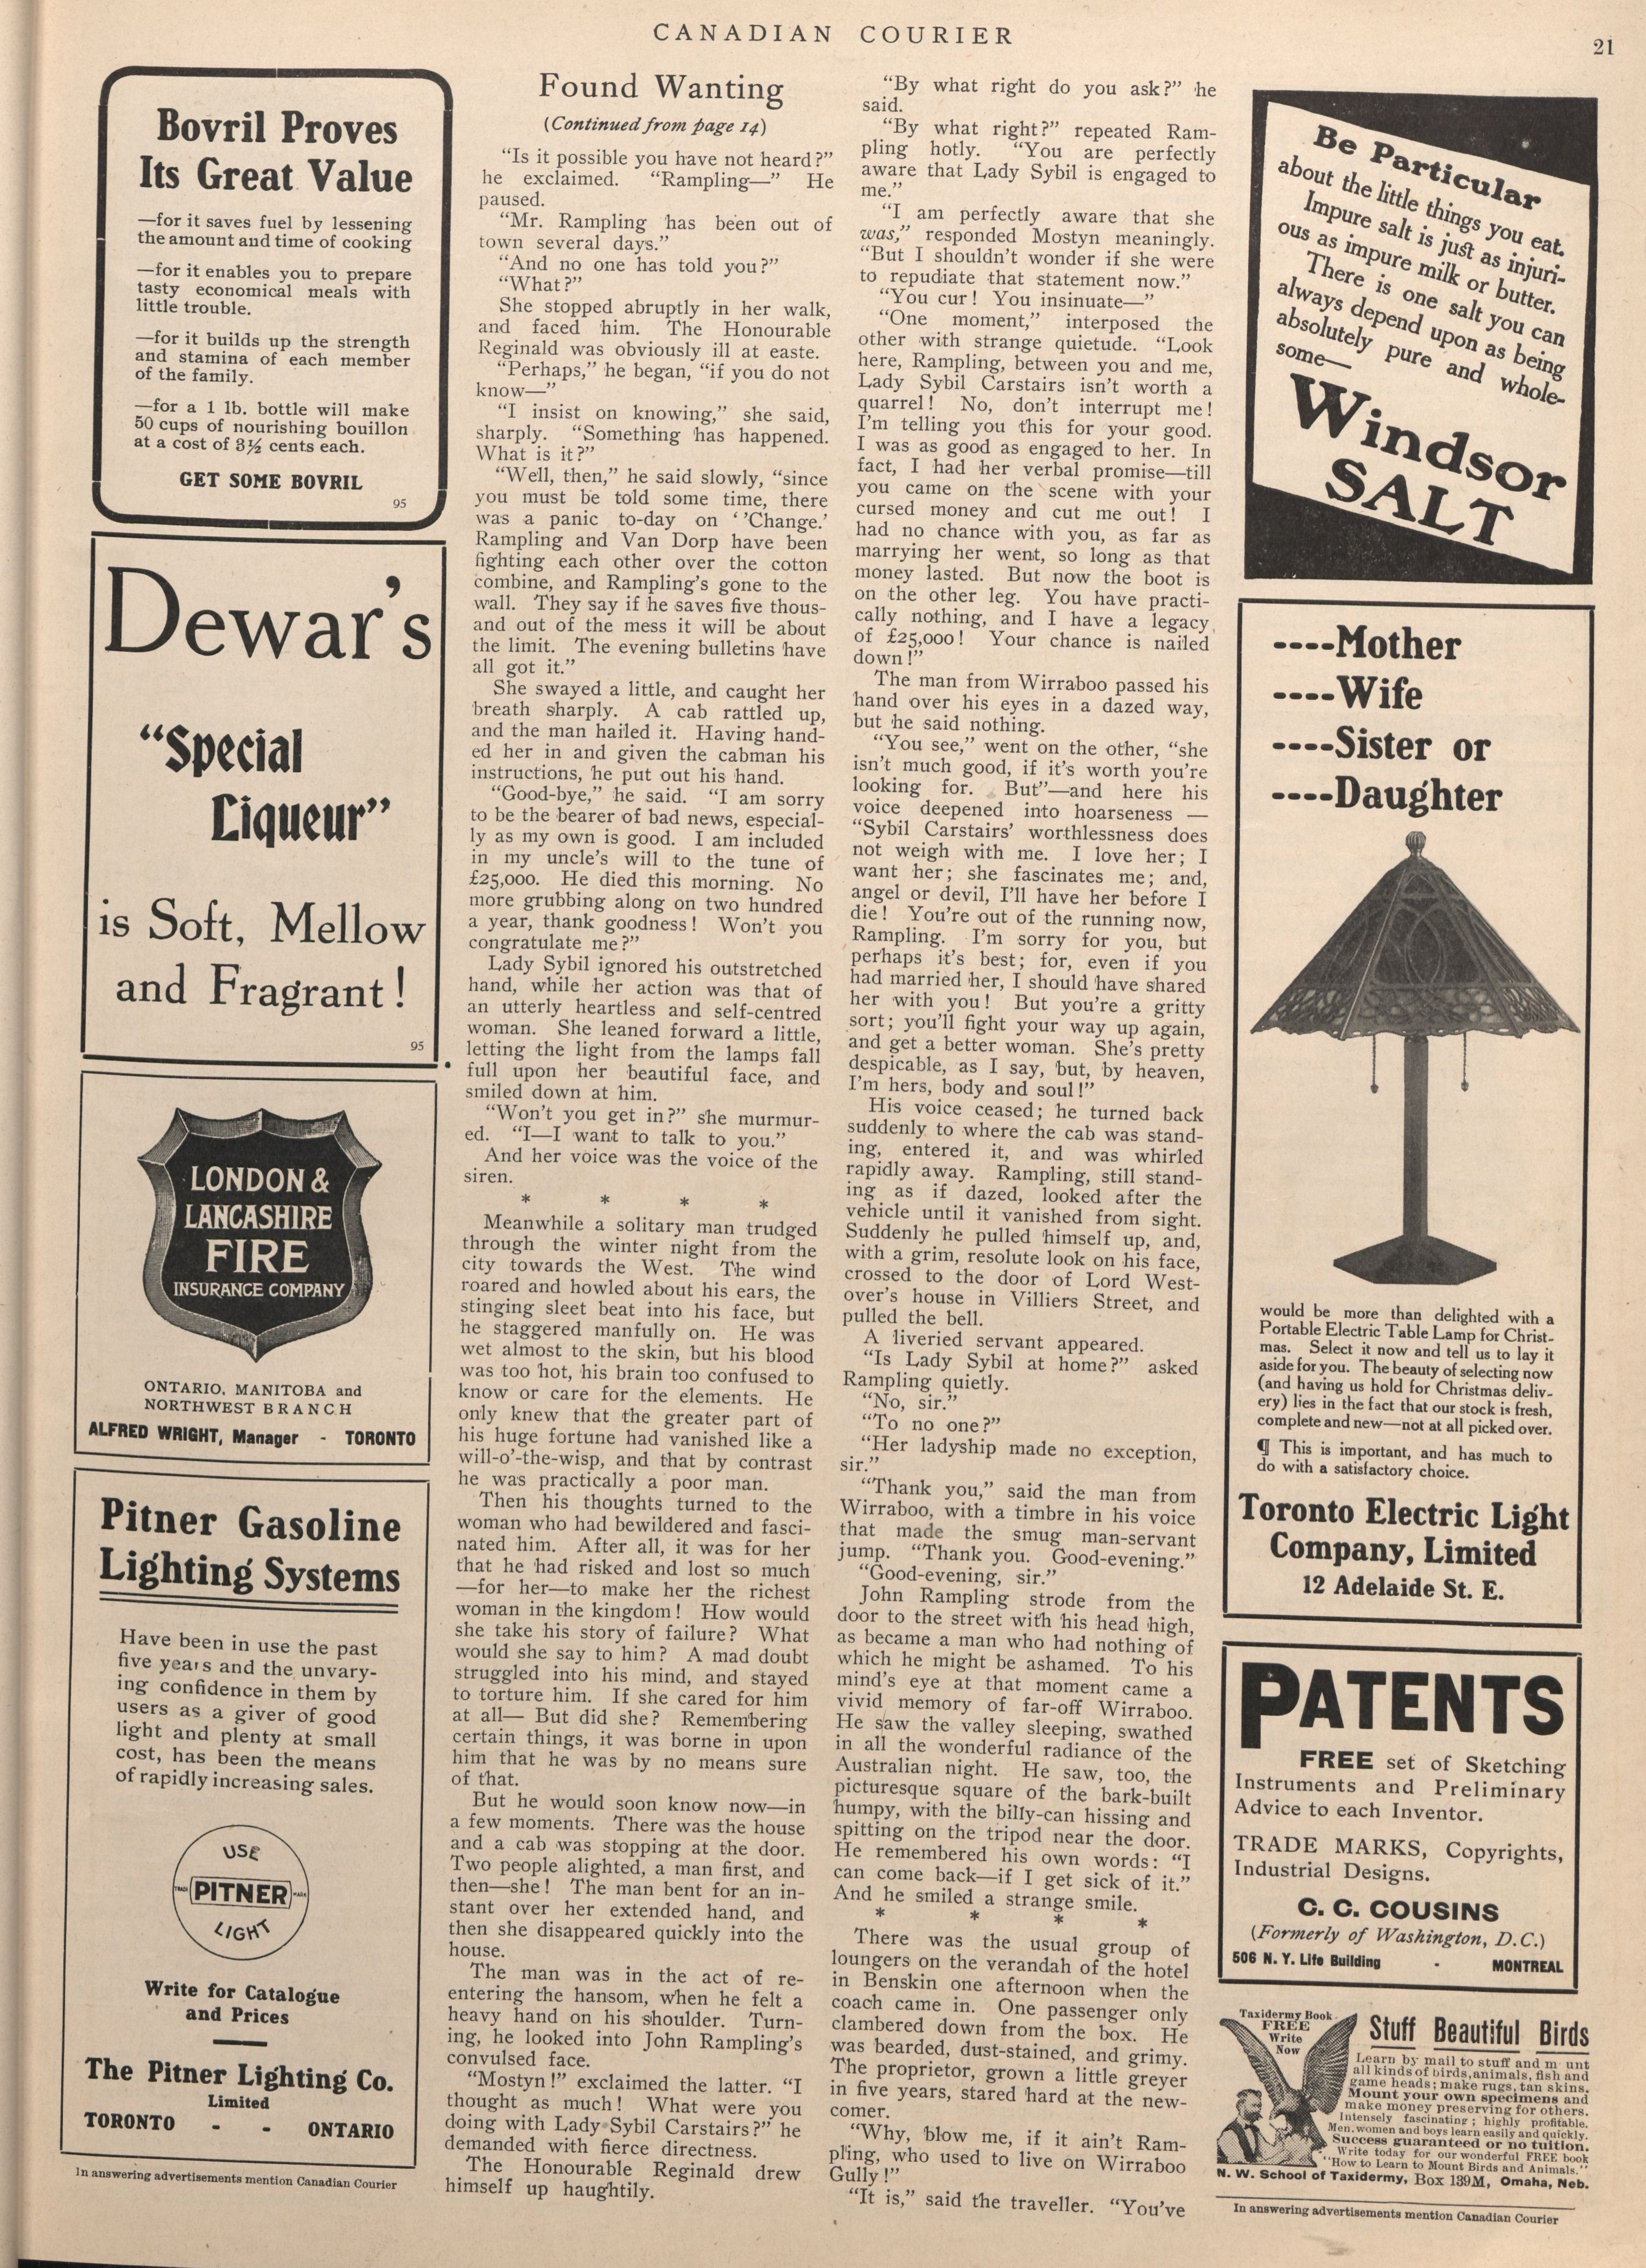 CANADIAN COURIER
21
Bovril Proves
Its Great Value
—for it saves fuel by lessening
the amount and time of cooking
—for it enables you to prepare
tasty economical meals with
little trouble.
—for it builds up the strength
and stamina of each member
of the family.
—for a 1 lb. bottle will make
50 cups of nourishing bouillon
at a cost of 3½ cents each.
GET SOME BOVRIL
95
Dewar's
"Special
Liqueur"
is Soft, Mellow
and Fragrant!
95
LONDON &
LANCASHIRE
FIRE
INSURANCE COMPANY
ONTARIO, MANITOBA and
NORTHWEST BRANCH
ALFRED WRIGHT, Manager - TORONTO
Pitner Gasoline
Lighting Systems
Have been in use the past
five years and the unvary-
ing confidence in them by
users as a giver of good
light and plenty at small
cost, has been the means
of rapidly increasing sales.
USE
TRADE PITNER MARK
LIGHT
Write for Catalogue
and Prices
The Pitner Lighting Co.
Limited
TORONTO - - ONTARIO
In answering advertisements mention Canadian Courier
Found Wanting
(Continued from page 14)
"Is it possible you have not heard?"
he exclaimed. "Rampling—" He
paused.
"Mr. Rampling has been out of
town several days."
"And no one has told you?"
"What?"
She stopped abruptly in her walk,
and faced him. The Honourable
Reginald was obviously ill at easte.
"Perhaps," he began, "if you do not
know—"
"I insist on knowing," she said,
sharply. "Something has happened.
What is it?"
"Well, then," he said slowly, "since
you must be told some time, there
was a panic to-day on ‘'Change.'
Rampling and Van Dorp have been
fighting each other over the cotton
combine, and Rampling's gone to the
wall. They say if he saves five thous-
and out of the mess it will be about
the limit. The evening bulletins have
all got it."
She swayed a little, and caught her
breath sharply. A cab rattled up,
and the man hailed it. Having hand-
ed her in and given the cabman his
instructions, he put out his hand.
"Good-bye," he said. "I am sorry
to be the bearer of bad news, especial-
ly as my own is good. I am included
in my uncle's will to the tune of
£25,000. He died this morning. No
more grubbing along on two hundred
a year, thank goodness! Won't you
congratulate me?"
Lady Sybil ignored his outstretched
hand, while her action was that of
an utterly heartless and self-centred
woman. She leaned forward a little,
letting the light from the lamps fall
full upon her beautiful face, and
smiled down at him.
"Won't you get in?" she murmur-
ed. "I—I want to talk to you."
And her voice was the voice of the
siren.
* * * *
Meanwhile a solitary man trudged
through the winter night from the
city towards the West. The wind
roared and howled about his ears, the
stinging sleet beat into his face, but
he staggered manfully on. He was
wet almost to the skin, but his blood
was too hot, his brain too confused to
know or care for the elements. He
only knew that the greater part of
his huge fortune had vanished like a
will-o'-the-wisp, and that by contrast
he was practically a poor man.
Then his thoughts turned to the
woman who had bewildered and fasci-
nated him. After all, it was for her
that he had risked and lost so much
—for her—to make her the richest
woman in the kingdom! How would
she take his story of failure? What
would she say to him? A mad doubt
struggled into his mind, and stayed
to torture him. If she cared for him
at all— But did she? Remembering
certain things, it was borne in upon
him that he was by no means sure
of that.
But he would soon know now—in
a few moments. There was the house
and a cab was stopping at the door.
Two people alighted, a man first, and
then—she! The man bent for an in-
stant over her extended hand, and
then she disappeared quickly into the
house.
The man was in the act of re-
entering the hansom, when he felt a
heavy hand on his shoulder. Turn-
ing, he looked into John Rampling's
convulsed face.
"Mostyn!" exclaimed the latter. "I
thought as much! What were you
doing with Lady Sybil Carstairs?" he
demanded with fierce directness.
The Honourable Reginald drew
himself up haughtily.
"By what right do you ask?" he
said.
"By what right?" repeated Ram-
pling hotly. "You are perfectly
aware that Lady Sybil is engaged to
me."
"I am perfectly aware that she
was," responded Mostyn meaningly.
"But I shouldn't wonder if she were
to repudiate that statement now."
"You cur! You insinuate—"
"One moment," interposed the
other with strange quietude. "Look
here, Rampling, between you and me,
Lady Sybil Carstairs isn't worth a
quarrel! No, don't interrupt me!
I'm telling you this for your good.
I was as good as engaged to her. In
fact, I had her verbal promise—till
you came on the scene with your
cursed money and cut me out! I
had no chance with you, as far as
marrying her went, so long as that
money lasted. But now the boot is
on the other leg. You have practi-
cally nothing, and I have a legacy
of £25,000! Your chance is nailed
down!"
The man from Wirraboo passed his
hand over his eyes in a dazed way,
but he said nothing.
"You see," went on the other, "she
isn't much good, if it's worth you're
looking for. But"—and here his
voice deepened into hoarseness —
"Sybil Carstairs' worthlessness does
not weigh with me. I love her; I
want her; she fascinates me; and,
angel or devil, I'll have her before I
die! You're out of the running now,
Rampling. I'm sorry for you, but
perhaps it's best; for, even if you
had married her, I should have shared
her with you! But you're a gritty
sort; you'll fight your way up again,
and get a better woman. She's pretty
despicable, as I say, but, by heaven,
I'm hers, body and soul!"
His voice ceased; he turned back
suddenly to where the cab was stand-
ing, entered it, and was whirled
rapidly away. Rampling, still stand-
ing as if dazed, looked after the
vehicle until it vanished from sight.
Suddenly he pulled himself up, and,
with a grim, resolute look on his face,
crossed to the door of Lord West-
over's house in Villiers Street, and
pulled the bell.
A liveried servant appeared.
"Is Lady Sybil at home?" asked
Rampling quietly.
"No, sir."
"To no one?"
"Her ladyship made no exception,
sir."
"Thank you," said the man from
Wirraboo, with a timbre in his voice
that made the smug man-servant
jump. "Thank you. Good-evening."
"Good-evening, sir."
John Rampling strode from the
door to the street with his head high,
as became a man who had nothing of
which he might be ashamed. To his
mind's eye at that moment came a
vivid memory of far-off Wirraboo.
He saw the valley sleeping, swathed
in all the wonderful radiance of the
Australian night. He saw, too, the
picturesque square of the bark-built
humpy, with the billy-can hissing and
spitting on the tripod near the door.
He remembered his own words: "I
can come back—if I get sick of it."
And he smiled a strange smile.
* * * *
There was the usual group of
loungers on the verandah of the hotel
in Benskin one afternoon when the
coach came in. One passenger only
clambered down from the box. He
was bearded, dust-stained, and grimy.
The proprietor, grown a little greyer
in five years, stared hard at the new-
comer.
"Why, blow me, if it ain't Ram-
pling, who used to live on Wirraboo
Gully!"
"It is," said the traveller. "You've
Be Particular
about the little things you eat.
Impure salt is just as injuri-
ous as impure milk or butter.
There is one salt you can
always depend upon as being
absolutely pure and whole-
some—
Windsor
SALT
----Mother
----Wife
----Sister or
----Daughter
would be more than delighted with a
Portable Electric Table Lamp for Christ-
mas. Select it now and tell us to lay it
aside for you. The beauty of selecting now
(and having us hold for Christmas deliv-
ery) lies in the fact that our stock is fresh,
complete and new—not at all picked over.
¶ This is important, and has much to
do with a satisfactory choice.
Toronto Electric Light
Company, Limited
12 Adelaide St. E.
PATENTS
FREE set of Sketching
Instruments and Preliminary
Advice to each Inventor.
TRADE MARKS, Copyrights,
Industrial Designs.
C. C. COUSINS
(Formerly of Washington, D.C.)
506 N. Y. Life Building - MONTREAL
Taxidermy Book
FREE
Write
Now
Stuff Beautiful Birds
Learn by mail to stuff and m unt
all kinds of birds, animals, fish and
game heads; make rugs, tan skins.
Mount your own specimens and
make money preserving for others.
Intensely fascinating; highly profitable.
Men, women and boys learn easily and quickly.
Success guaranteed or no tuition.
Write today for our wonderful FREE book
"How to Learn to Mount Birds and Animals."
N. W. School of Taxidermy, Box 139M, Omaha, Neb.
In answering advertisements mention Canadian Courier